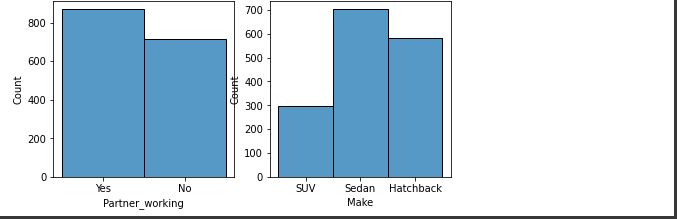 800
600
400
200
0
Count
Yes No
Partner_working
700
600
500
400
300
200
100
0
Count
SUV Sedan Hatchback
Make